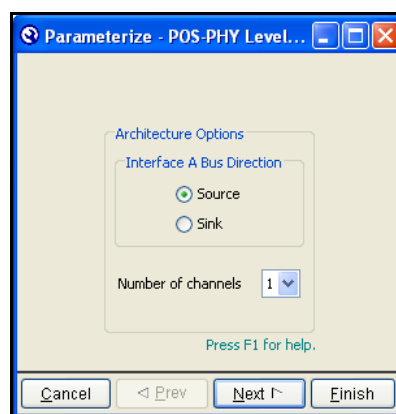 Parameterize - POS-PHY Level...
Architecture Options
Interface A Bus Direction
Source
Sink
Number of channels 1
Press F1 for help.
Cancel Prev Next Finish